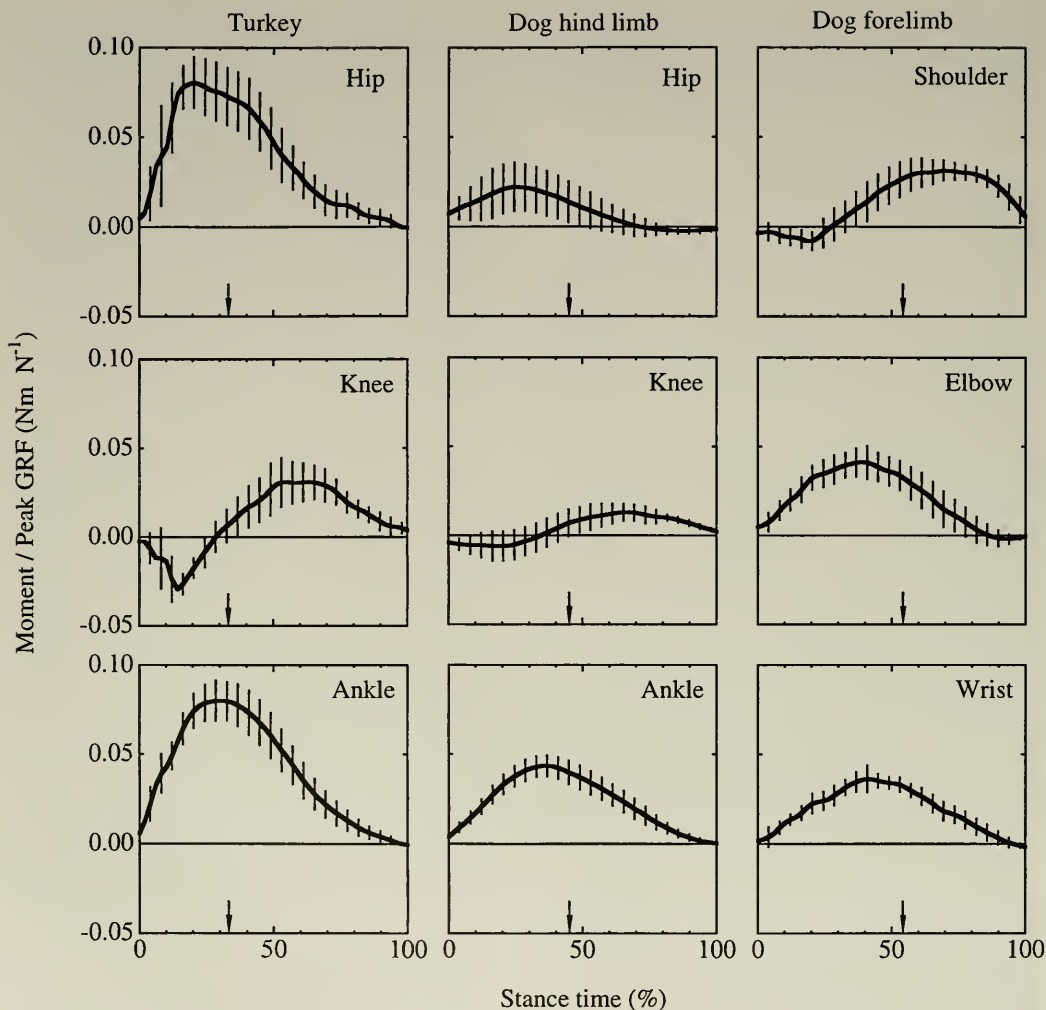 Turkey
Dog hind limb
Dog forelimb
0.10
0.05
0.00
-0.05
Hip
Hip
Shoulder
0.10
0.05
0.00
-0.05
Knee
Knee
Elbow
0.10
0.05
0.00
-0.05
Ankle
Ankle
Wrist
0 50 100 0 50 100 0 50 100
Moment / Peak GRF (Nm N⁻¹)
Stance time (%)